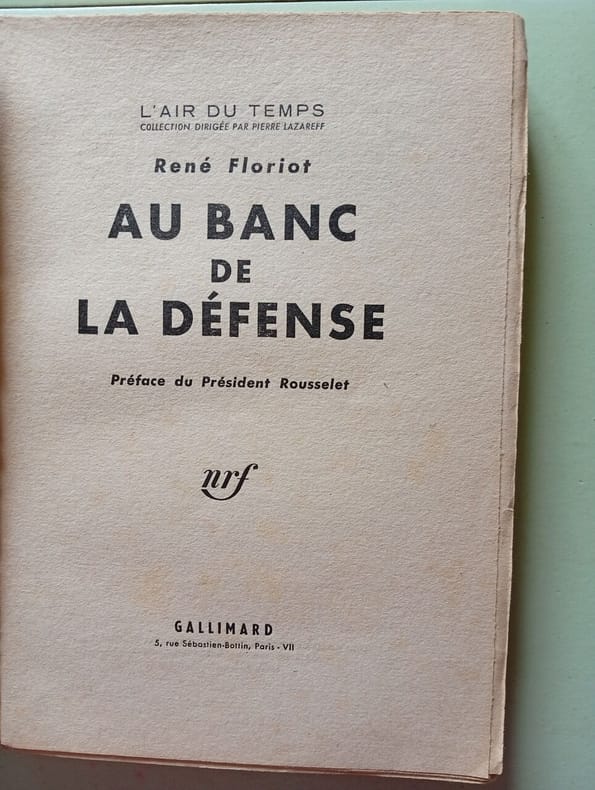 L'AIR DU TEMPS
COLLECTION DIRIGÉE PAR PIERRE LAZAREFF
René Floriot
AU BANC
DE
LA DÉFENSE
Préface du Président Rousselet
nrf
GALLIMARD
5, rue Sébastien-Bottin, Paris - VII